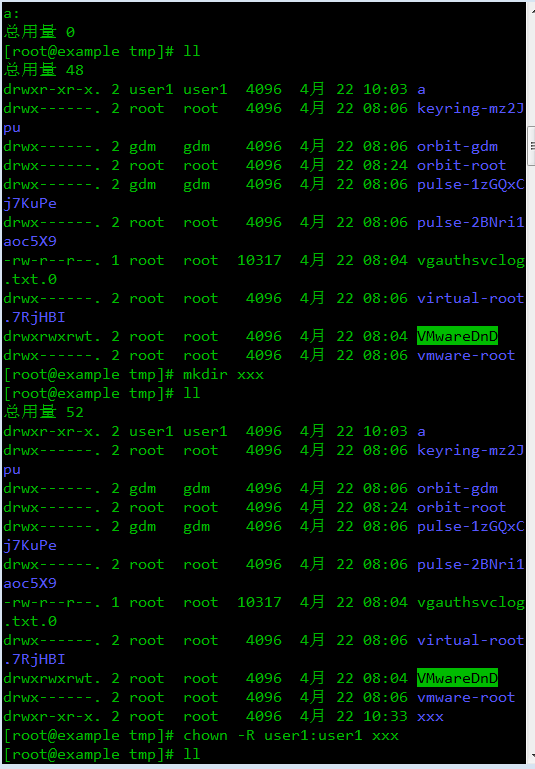 a:
总用量 0
[root@example tmp]# ll
总用量 48
drwxr-xr-x. 2 user1 user1  4096  4月 22 10:03 a
drwx------. 2 root  root   4096  4月 22 08:06 keyring-mz2J
pu
drwx------. 2 gdm   gdm    4096  4月 22 08:06 orbit-gdm
drwx------. 2 root  root   4096  4月 22 08:24 orbit-root
drwx------. 2 gdm   gdm    4096  4月 22 08:06 pulse-1zGQxC
j7KuPe
drwx------. 2 root  root   4096  4月 22 08:06 pulse-2BNri1
aoc5X9
-rw-r--r--. 1 root  root  10317  4月 22 08:04 vgauthsvclog
.txt.0
drwx------. 2 root  root   4096  4月 22 08:06 virtual-root
.7RjHBI
drwxrwxrwt. 2 root  root   4096  4月 22 08:04 VMwareDnD
drwx------. 2 root  root   4096  4月 22 08:06 vmware-root
[root@example tmp]# mkdir xxx
[root@example tmp]# ll
总用量 52
drwxr-xr-x. 2 user1 user1  4096  4月 22 10:03 a
drwx------. 2 root  root   4096  4月 22 08:06 keyring-mz2J
pu
drwx------. 2 gdm   gdm    4096  4月 22 08:06 orbit-gdm
drwx------. 2 root  root   4096  4月 22 08:24 orbit-root
drwx------. 2 gdm   gdm    4096  4月 22 08:06 pulse-1zGQxC
j7KuPe
drwx------. 2 root  root   4096  4月 22 08:06 pulse-2BNri1
aoc5X9
-rw-r--r--. 1 root  root  10317  4月 22 08:04 vgauthsvclog
.txt.0
drwx------. 2 root  root   4096  4月 22 08:06 virtual-root
.7RjHBI
drwxrwxrwt. 2 root  root   4096  4月 22 08:04 VMwareDnD
drwx------. 2 root  root   4096  4月 22 08:06 vmware-root
drwxr-xr-x. 2 root  root   4096  4月 22 10:33 xxx
[root@example tmp]# chown -R user1:user1 xxx
[root@example tmp]# ll